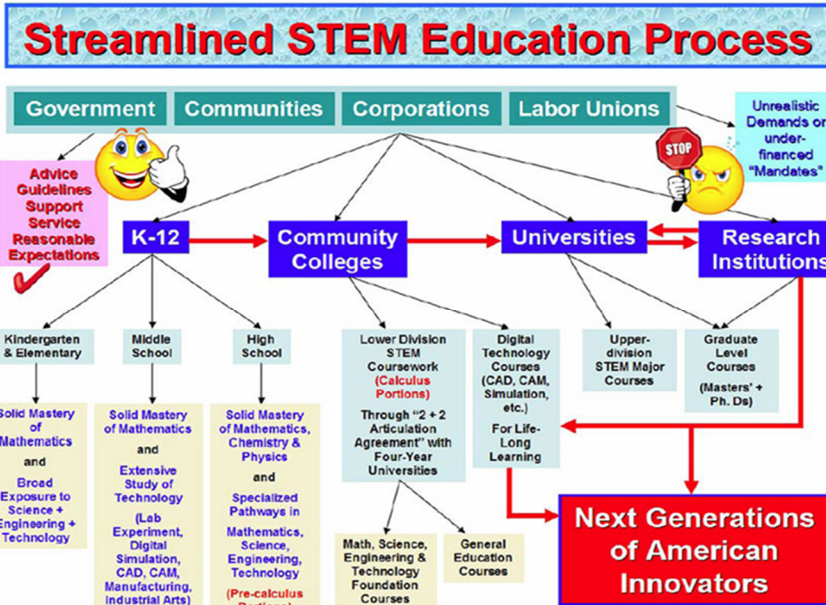 Streamlined STEM Education Process
Government
Communities
Corporations
Labor Unions
Unrealistic
Demands or
under-
financed
"Mandates"
STOP
Advice
Guidelines
Support
Service
Reasonable
Expectations
K-12
Community
Colleges
Universities
Research
Institutions
Kindergarten
& Elementary
Middle
School
High
School
Lower Division
STEM
Coursework
(Calculus
Portions)
Through "2 + 2
Articulation
Agreement" with
Four-Year
Universities
Digital
Technology
Courses
(CAD, CAM,
Simulation,
etc.)
For Life-
Long
Learning
Upper-
division
STEM Major
Courses
Graduate
Level
Courses
(Masters' +
Ph. Ds)
Solid Mastery
of
Mathematics
and
Broad
Exposure to
Science +
Engineering +
Technology
Solid Mastery
of Mathematics
and
Extensive
Study of
Technology
(Lab
Experiment,
Digital
Simulation,
CAD, CAM,
Manufacturing,
Industrial Arts)
Solid Mastery
of Mathematics,
Chemistry &
Physics
and
Specialized
Pathways in
Mathematics,
Science,
Engineering,
Technology
(Pre-calculus
Portions)
Math, Science,
Engineering &
Technology
Foundation
Courses
General
Education
Courses
Next Generations
of American
Innovators